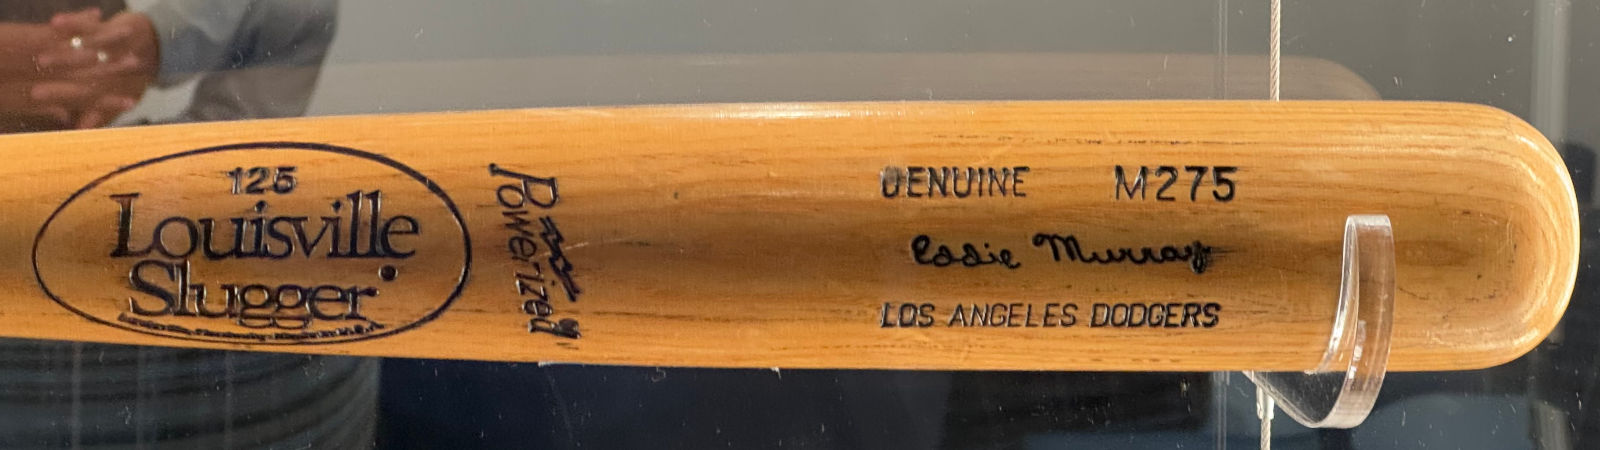 125
Louisville
Slugger
Powerized
GENUINE M275
Eddie Murray
LOS ANGELES DODGERS